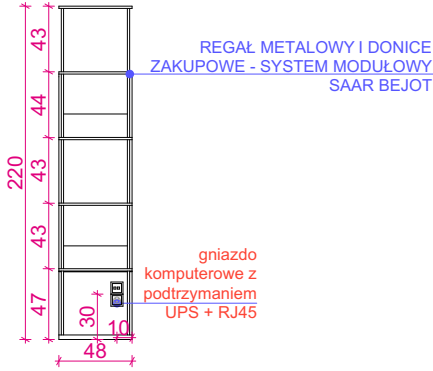 43
REGAŁ METALOWY I DONICE
ZAKUPOWE - SYSTEM MODUŁOWY
SAAR BEJOT
44
220
43
43
gniazdo
komputerowe z
podtrzymaniem
UPS + RJ45
47
30
10
48